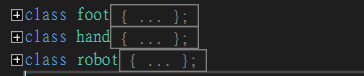 class foot{ ... };
class hand{ ... };
class robot{ ... };